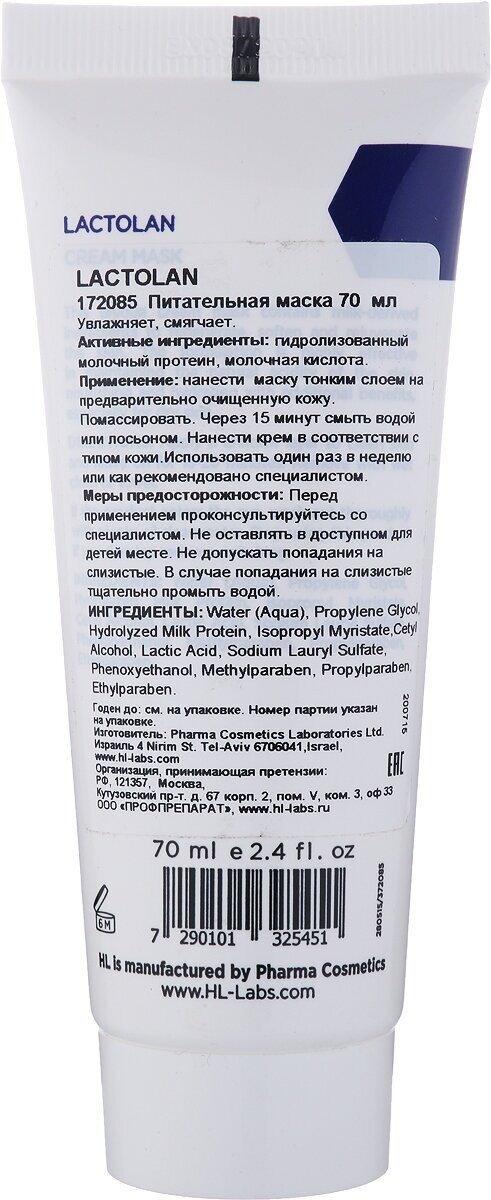 LACTOLAN
CREAM MASK
LACTOLAN
172085 Питательная маска 70 мл
Увлажняет, смягчает.
Активные ингредиенты: гидролизованный
молочный протеин, молочная кислота.
Применение: нанести маску тонким слоем на
предварительно очищенную кожу.
Помассировать. Через 15 минут смыть водой
или лосьоном. Нанести крем в соответствии с
типом кожи.Использовать один раз в неделю
или как рекомендовано специалистом.
Меры предосторожности: Перед
применением проконсультируйтесь со
специалистом. Не оставлять в доступном для
детей месте. Не допускать попадания на
слизистые. В случае попадания на слизистые
тщательно промыть водой.
ИНГРЕДИЕНТЫ: Water (Aqua), Propylene Glycol,
Hydrolyzed Milk Protein, Isopropyl Myristate,Cetyl
Alcohol, Lactic Acid, Sodium Lauryl Sulfate,
Phenoxyethanol, Methylparaben, Propylparaben,
Ethylparaben.
Годен до: см. на упаковке. Номер партии указан
на упаковке.
Изготовитель: Pharma Cosmetics Laboratories Ltd.
Израиль 4 Nirim St. Tel-Aviv 6706041,Israel,
www.hl-labs.com
Организация, принимающая претензии:
РФ, 121357, Москва,
Кутузовский пр-т, д. 67 корп. 2, пом. V, ком. 3, оф 33
ООО «ПРОФПРЕПАРАТ», www.hl-labs.ru
200715
EAC
70 ml e 2.4 fl. oz
6M
7 290101 325451
280515/372085
HL is manufactured by Pharma Cosmetics
www.HL-Labs.com